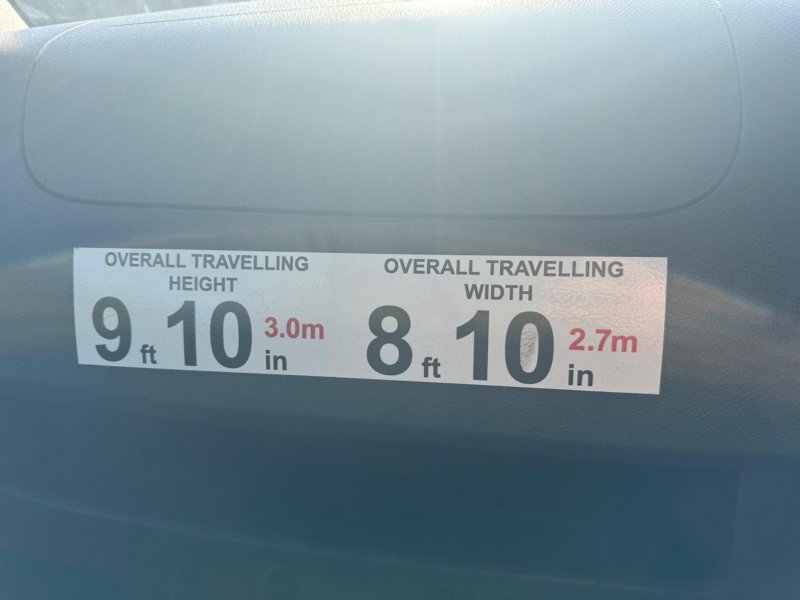 OVERALL TRAVELLING
HEIGHT
9 ft 10 in 3.0m
OVERALL TRAVELLING
WIDTH
8 ft 10 in 2.7m